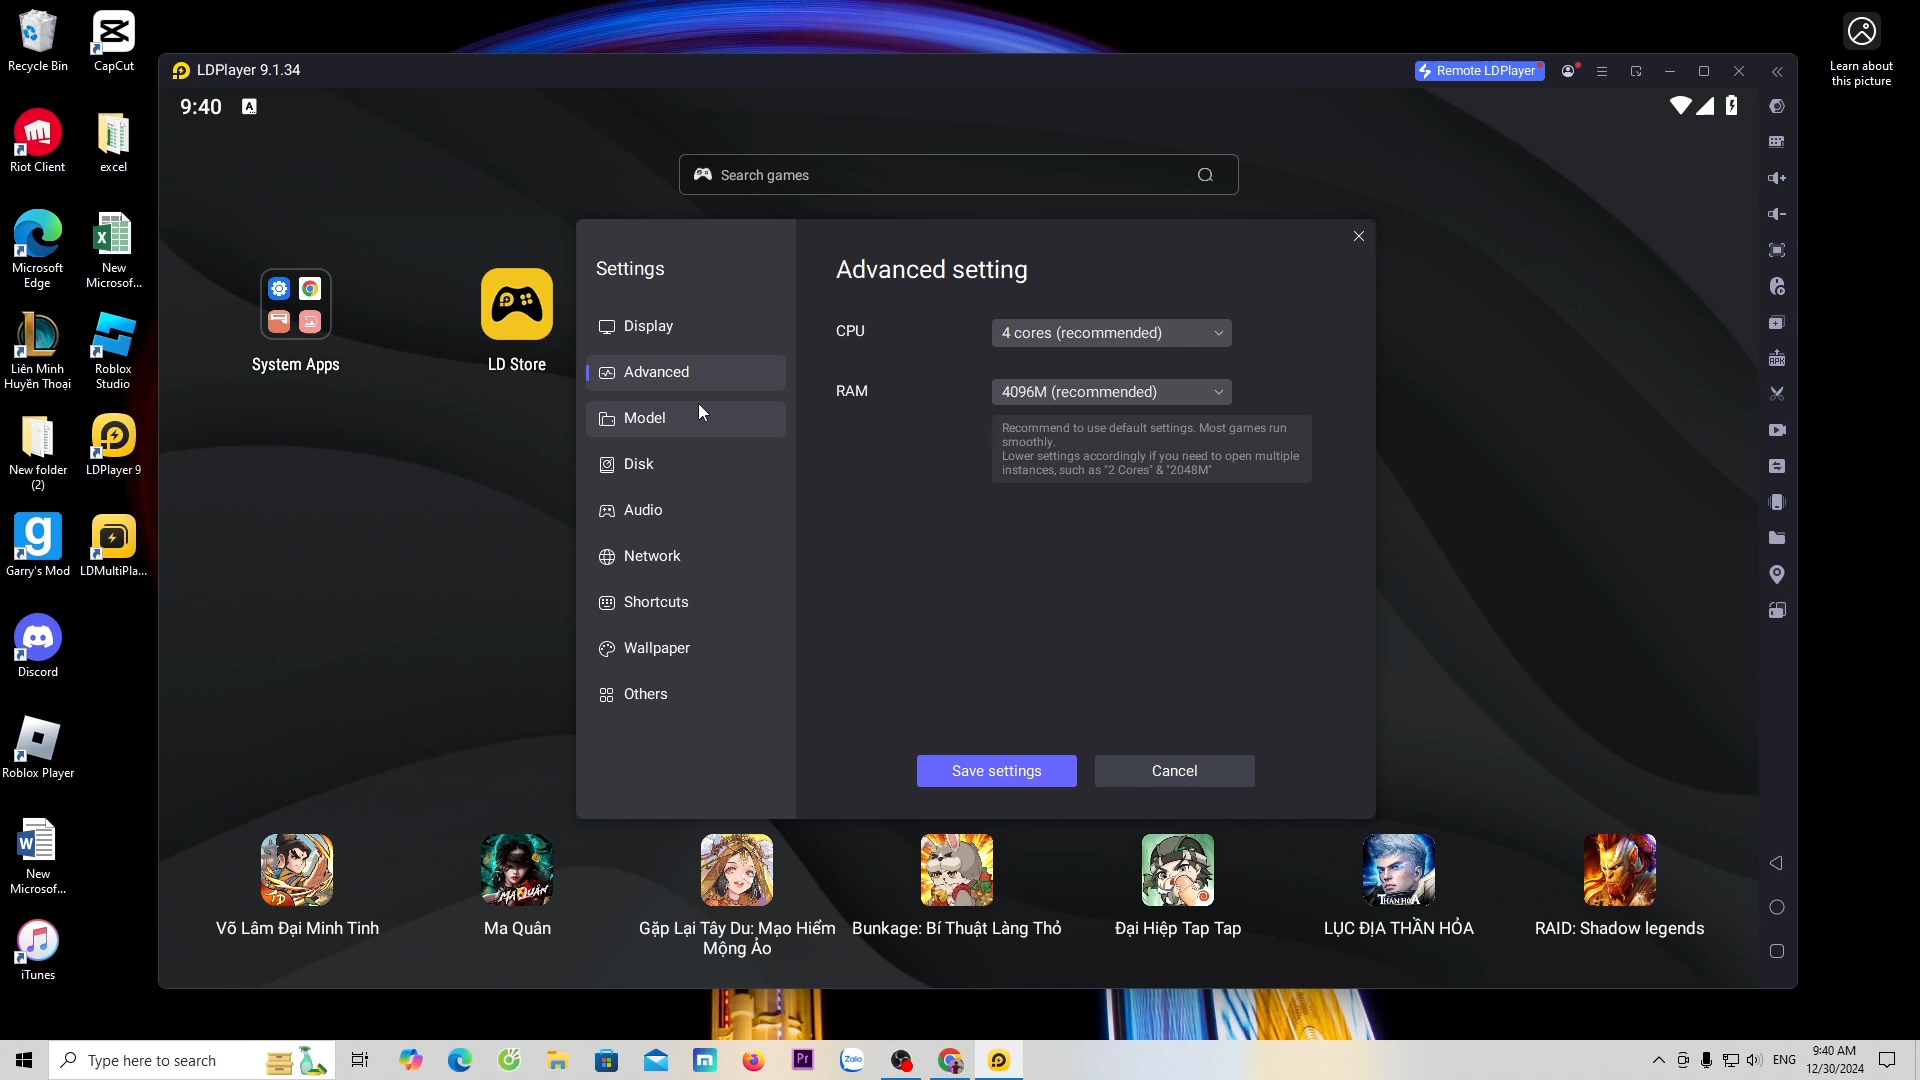 Recycle Bin
CapCut
Riot Client
excel
Microsoft
Edge
New
Microsof...
Liên Minh
Huyền Thoại
Roblox
Studio
New folder
(2)
LDPlayer 9
Garry's Mod
LDMultiPla...
Discord
Roblox Player
New
Microsof...
iTunes
Learn about
this picture
LDPlayer 9.1.34
Remote LDPlayer
9:40
A
Search games
System Apps
LD Store
Settings
Display
Advanced
Model
Disk
Audio
Network
Shortcuts
Wallpaper
Others
Advanced setting
CPU
4 cores (recommended)
RAM
4096M (recommended)
Recommend to use default settings. Most games run
smoothly.
Lower settings accordingly if you need to open multiple
instances, such as "2 Cores" & "2048M"
Save settings
Cancel
MA QUÂN
THẦN HỎA
Võ Lâm Đại Minh Tinh
Ma Quân
Gặp Lại Tây Du: Mạo Hiểm
Mộng Ảo
Bunkage: Bí Thuật Làng Thỏ
Đại Hiệp Tap Tap
LỤC ĐỊA THẦN HỎA
RAID: Shadow legends
Type here to search
Pr
Zalo
ENG
9:40 AM
12/30/2024